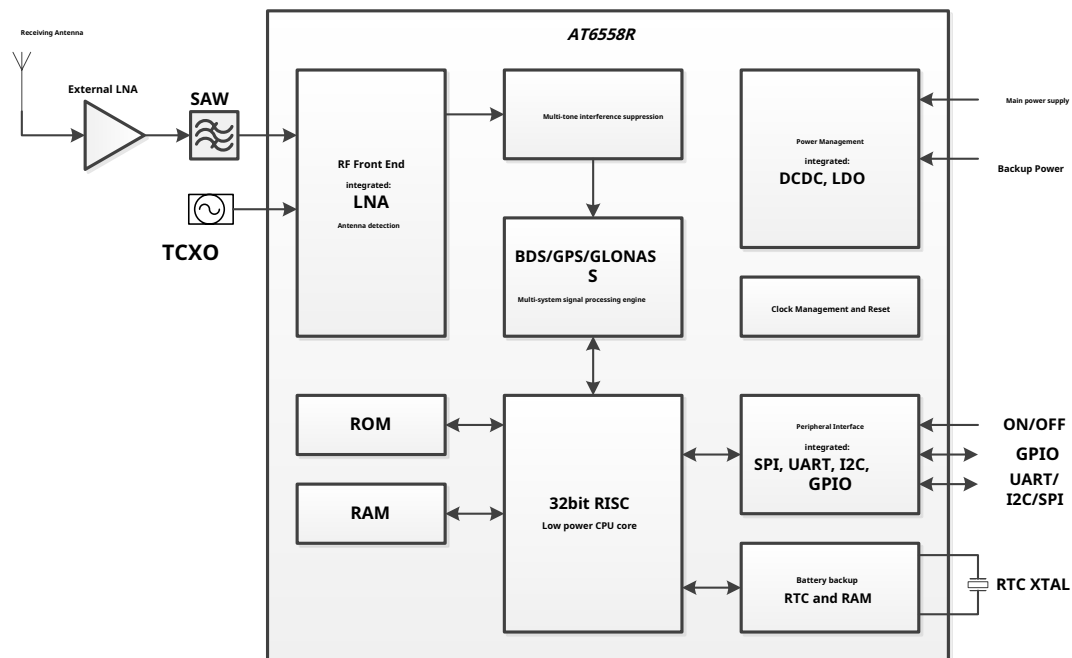 AT6558R
Receiving Antenna
External LNA
SAW
TCXO
RF Front End
integrated:
LNA
Antenna detection
Multi-tone interference suppression
BDS/GPS/GLONAS
S
Multi-system signal processing engine
Power Management
integrated:
DCDC, LDO
Main power supply
Backup Power
Clock Management and Reset
ROM
RAM
32bit RISC
Low power CPU core
Peripheral Interface
integrated:
SPI, UART, I2C,
GPIO
ON/OFF
GPIO
UART/
I2C/SPI
Battery backup
RTC and RAM
RTC XTAL